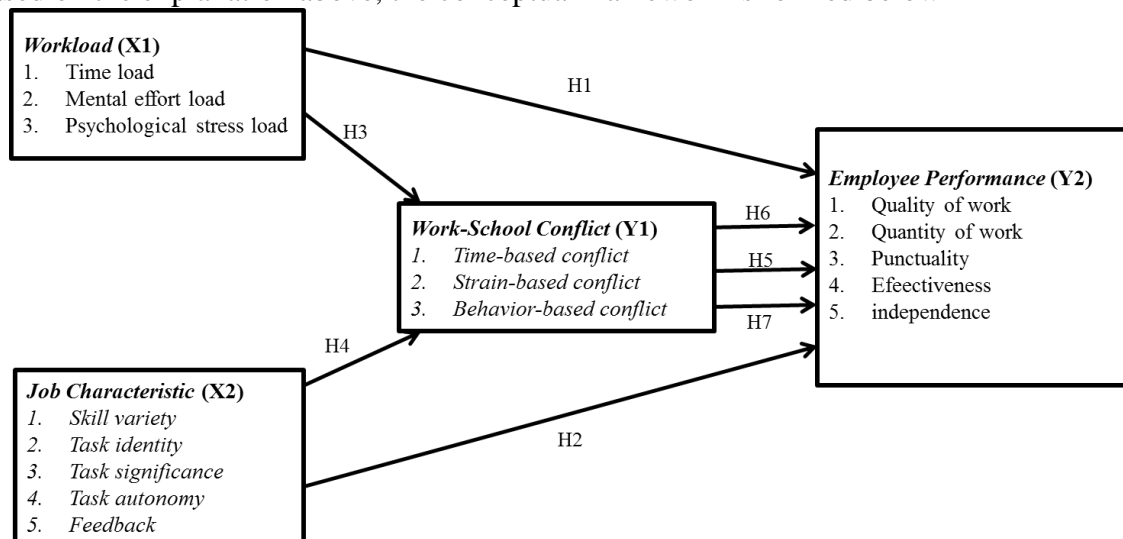 Workload (X1)
1. Time load
2. Mental effort load
3. Psychological stress load
H1
H3
Work-School Conflict (Y1)
1. Time-based conflict
2. Strain-based conflict
3. Behavior-based conflict
H6
H5
H7
Employee Performance (Y2)
1. Quality of work
2. Quantity of work
3. Punctuality
4. Efeectiveness
5. independence
H4
H2
Job Characteristic (X2)
1. Skill variety
2. Task identity
3. Task significance
4. Task autonomy
5. Feedback